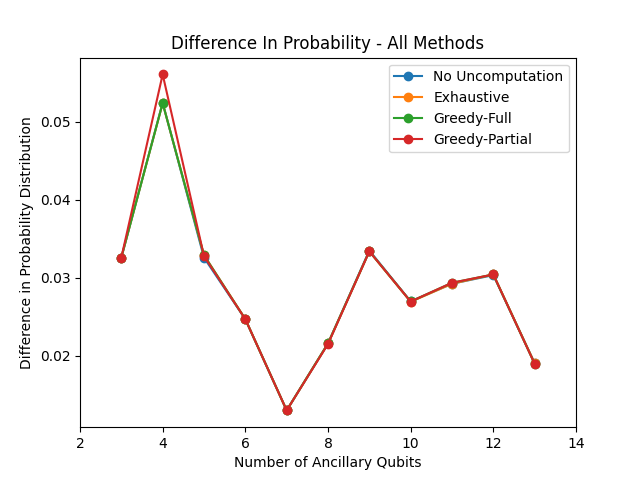 Difference In Probability - All Methods
No Uncomputation
Exhaustive
Greedy-Full
Greedy-Partial
Difference in Probability Distribution
0.05
0.04
0.03
0.02
2 4 6 8 10 12 14
Number of Ancillary Qubits